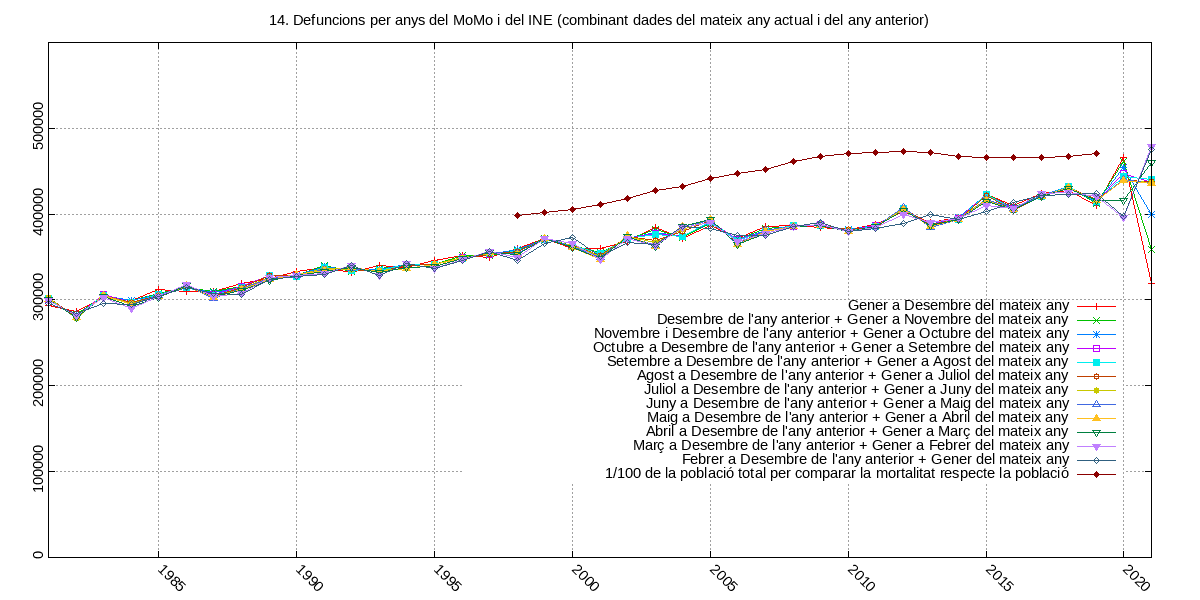 14. Defuncions per anys del MoMo i del INE (combinant dades del mateix any actual i del any anterior)
500000
400000
300000
200000
100000
0
Gener a Desembre del mateix any
Desembre de l'any anterior + Gener a Novembre del mateix any
Novembre i Desembre de l'any anterior + Gener a Octubre del mateix any
Octubre a Desembre de l'any anterior + Gener a Setembre del mateix any
Setembre a Desembre de l'any anterior + Gener a Agost del mateix any
Agost a Desembre de l'any anterior + Gener a Juliol del mateix any
Juliol a Desembre de l'any anterior + Gener a Juny del mateix any
Juny a Desembre de l'any anterior + Gener a Maig del mateix any
Maig a Desembre de l'any anterior + Gener a Abril del mateix any
Abril a Desembre de l'any anterior + Gener a Març del mateix any
Març a Desembre de l'any anterior + Gener a Febrer del mateix any
Febrer a Desembre de l'any anterior + Gener del mateix any
1/100 de la població total per comparar la mortalitat respecte la població
1985
1990
1995
2000
2005
2010
2015
2020